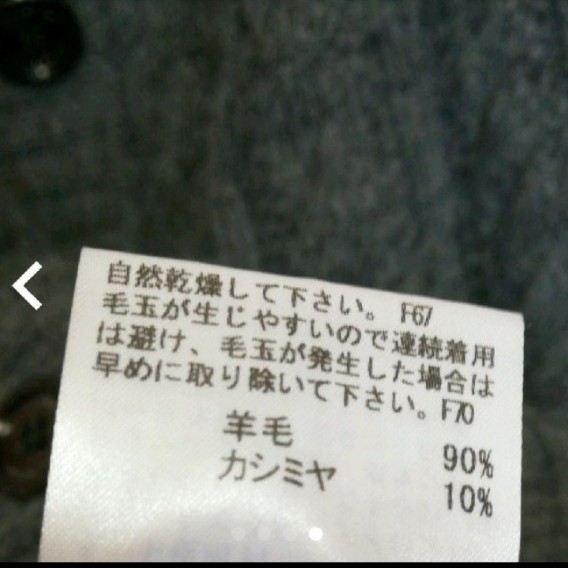 自然乾燥して下さい。 F67
毛玉が生じやすいので連続着用
は避け、毛玉が発生した場合は
早めに取り除いて下さい。F70
羊毛 90%
カシミヤ 10%